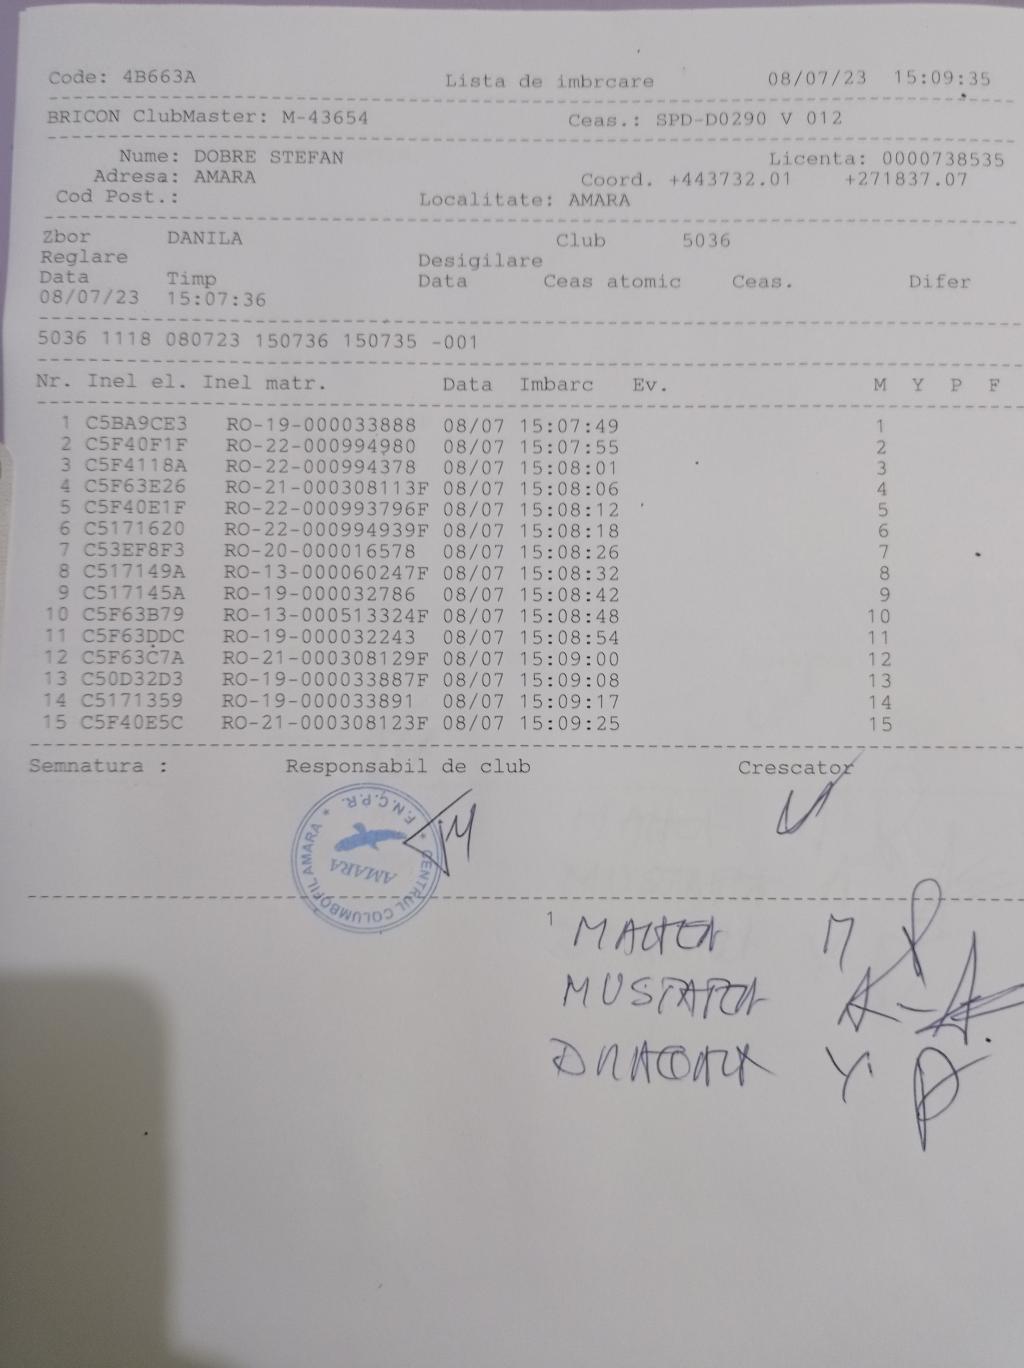 Code: 4B663A Lista de imbrcare 08/07/23 15:09:35
BRICON ClubMaster: M-43654 Ceas.: SPD-D0290 V 012
Nume: DOBRE STEFAN Licenta: 0000738535
Adresa: AMARA Coord. +443732.01 +271837.07
Cod Post.: Localitate: AMARA
Zbor DANILA Club 5036
Reglare Desigilare
Data Timp Data Ceas atomic Ceas. Difer
08/07/23 15:07:36
5036 1118 080723 150736 150735 -001
Nr. Inel el. Inel matr. Data Imbarc Ev. M Y P F
1 C5BA9CE3 RO-19-000033888 08/07 15:07:49 1
2 C5F40F1F RO-22-000994980 08/07 15:07:55 2
3 C5F4118A RO-22-000994378 08/07 15:08:01 3
4 C5F63E26 RO-21-000308113F 08/07 15:08:06 4
5 C5F40E1F RO-22-000993796F 08/07 15:08:12 5
6 C5171620 RO-22-000994939F 08/07 15:08:18 6
7 C53EF8F3 RO-20-000016578 08/07 15:08:26 7
8 C517149A RO-13-000060247F 08/07 15:08:32 8
9 C517145A RO-19-000032786 08/07 15:08:42 9
10 C5F63B79 RO-13-000513324F 08/07 15:08:48 10
11 C5F63DDC RO-19-000032243 08/07 15:08:54 11
12 C5F63C7A RO-21-000308129F 08/07 15:09:00 12
13 C50D32D3 RO-19-000033887F 08/07 15:09:08 13
14 C5171359 RO-19-000033891 08/07 15:09:17 14
15 C5F40E5C RO-21-000308123F 08/07 15:09:25 15
Semnatura : Responsabil de club Crescator
F.N.C.P.R. * CENTRUL COLUMBOFIL AMARA *
AMARA
1